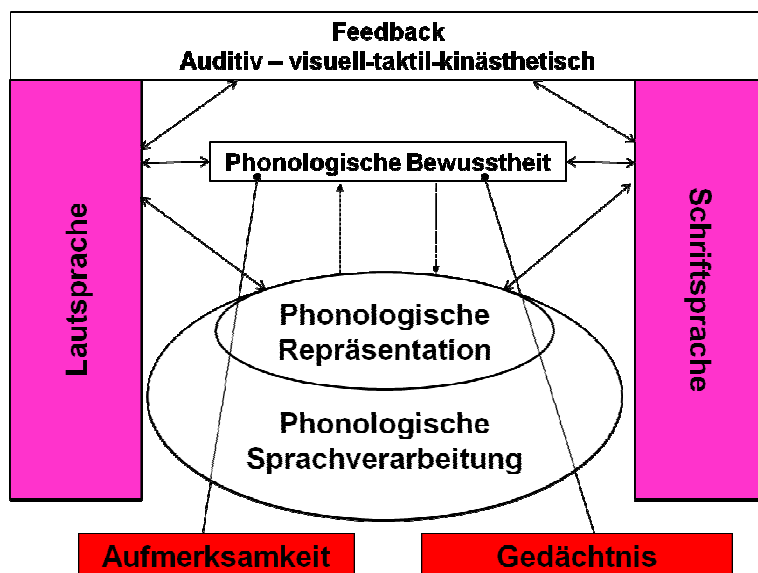 Feedback
Auditiv – visuell-taktil-kinästhetisch
Phonologische Bewusstheit
Lautsprache
Schriftsprache
Phonologische
Repräsentation
Phonologische
Sprachverarbeitung
Aufmerksamkeit
Gedächtnis